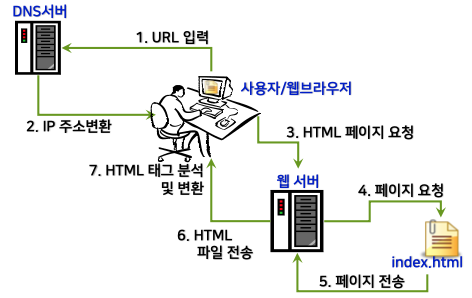 DNS서버
1. URL 입력
사용자/웹브라우저
2. IP 주소변환
3. HTML 페이지 요청
7. HTML 태그 분석
및 변환
웹 서버
4. 페이지 요청
6. HTML
파일 전송
index.html
5. 페이지 전송